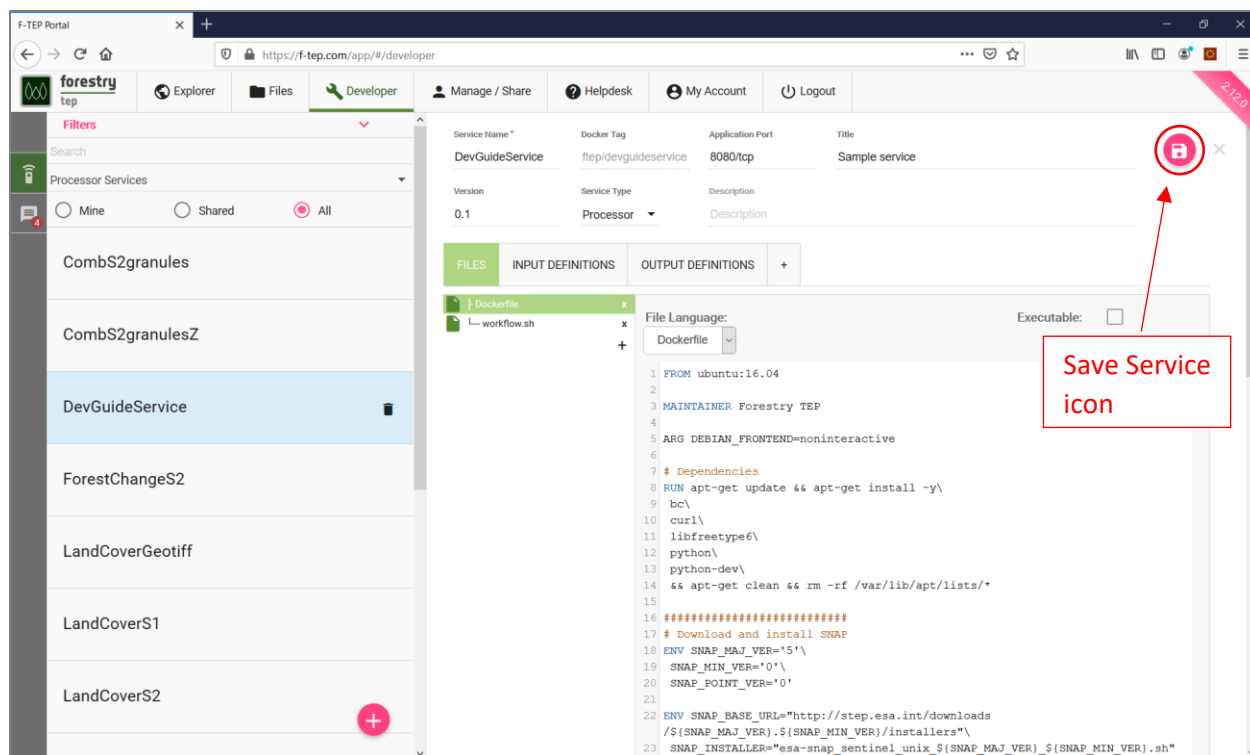 F-TEP Portal
https://f-tep.com/app/#/developer
forestry
tep
Explorer
Files
Developer
Manage / Share
Helpdesk
My Account
Logout
2.12.0
Filters
Search
Processor Services
Mine
Shared
All
4
CombS2granules
CombS2granulesZ
DevGuideService
ForestChangeS2
LandCoverGeotiff
LandCoverS1
LandCoverS2
+
Service Name *
Docker Tag
Application Port
Title
DevGuideService
ftep/devguideservice
8080/tcp
Sample service
Version
Service Type
Description
0.1
Processor
Description
FILES
INPUT DEFINITIONS
OUTPUT DEFINITIONS
+
├ Dockerfile x
└─ workflow.sh x
+
File Language:
Executable:
Dockerfile
Save Service
icon
1 FROM ubuntu:16.04
2
3 MAINTAINER Forestry TEP
4
5 ARG DEBIAN_FRONTEND=noninteractive
6
7 # Dependencies
8 RUN apt-get update && apt-get install -y\
9 bc\
10 curl\
11 libfreetype6\
12 python\
13 python-dev\
14 && apt-get clean && rm -rf /var/lib/apt/lists/*
15
16 ###########################
17 # Download and install SNAP
18 ENV SNAP_MAJ_VER='5'\
19 SNAP_MIN_VER='0'\
20 SNAP_POINT_VER='0'
21
22 ENV SNAP_BASE_URL="http://step.esa.int/downloads
/${SNAP_MAJ_VER}.${SNAP_MIN_VER}/installers"\
23 SNAP_INSTALLER="esa-snap_sentinel_unix_${SNAP_MAJ_VER}_${SNAP_MIN_VER}.sh"